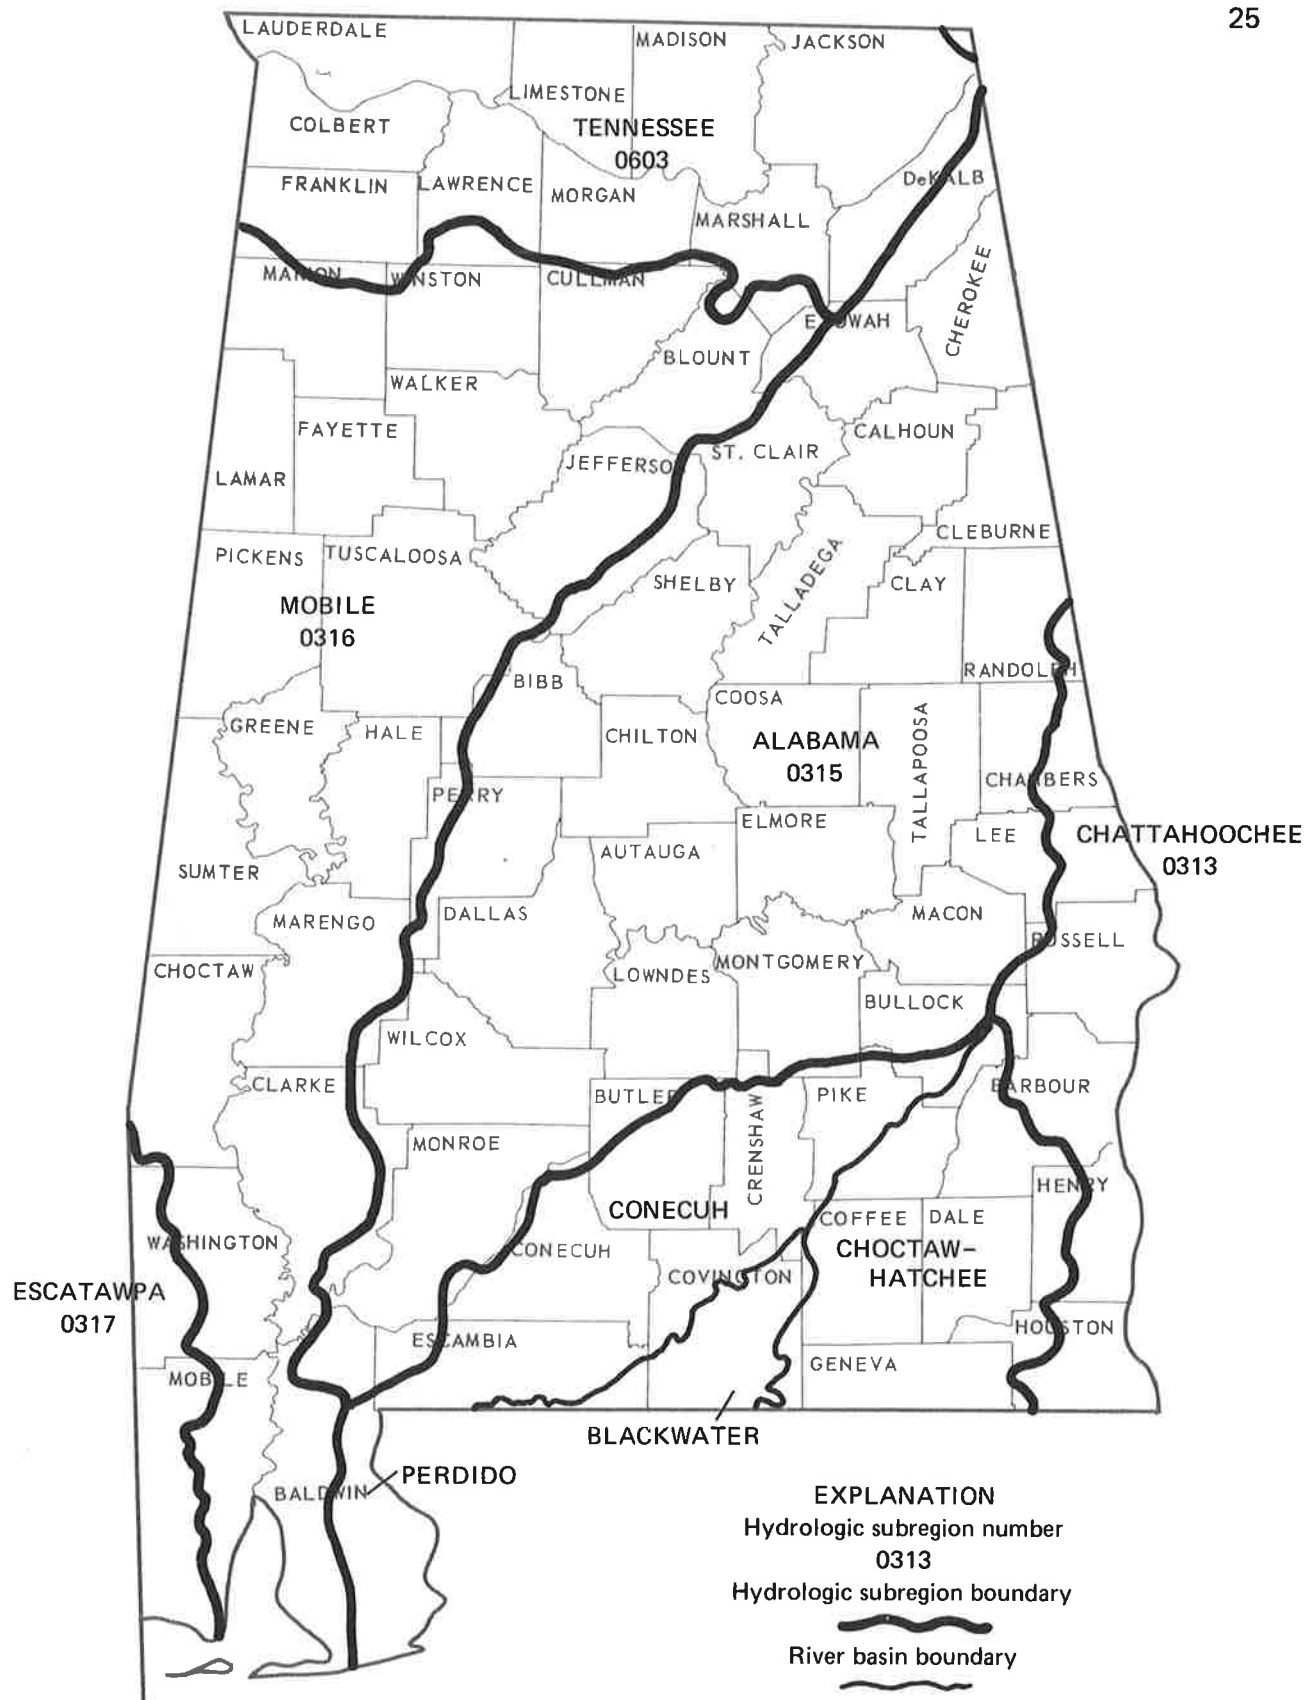 25
LAUDERDALE
MADISON
JACKSON
LIMESTONE
COLBERT
TENNESSEE
0603
FRANKLIN
LAWRENCE
MORGAN
DeKALB
MARSHALL
MARION
WINSTON
CULLMAN
CHEROKEE
ETOWAH
BLOUNT
WALKER
FAYETTE
CALHOUN
ST. CLAIR
JEFFERSON
LAMAR
CLEBURNE
PICKENS
TUSCALOOSA
TALLADEGA
SHELBY
CLAY
MOBILE
0316
RANDOLPH
BIBB
COOSA
GREENE
HALE
CHILTON
ALABAMA
0315
TALLAPOOSA
CHAMBERS
PERRY
ELMORE
LEE
CHATTAHOOCHEE
0313
AUTAUGA
SUMTER
MARENGO
DALLAS
MACON
RUSSELL
CHOCTAW
LOWNDES
MONTGOMERY
BULLOCK
WILCOX
CLARKE
BUTLER
CRENSHAW
PIKE
BARBOUR
MONROE
HENRY
CONECUH
COFFEE
DALE
WASHINGTON
CONECUH
CHOCTAW-
HATCHEE
COVINGTON
ESCATAWPA
0317
ESCAMBIA
HOUSTON
GENEVA
MOBILE
BLACKWATER
PERDIDO
BALDWIN
EXPLANATION
Hydrologic subregion number
0313
Hydrologic subregion boundary
River basin boundary